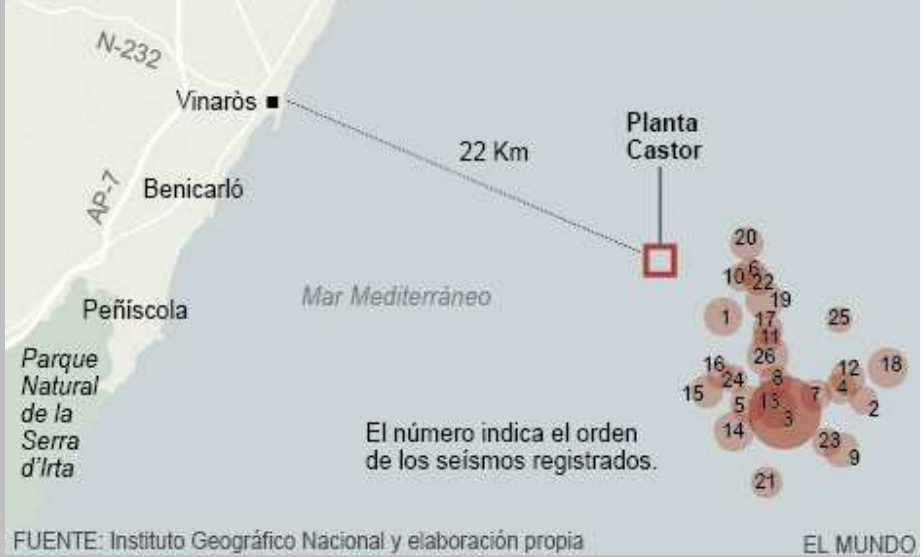 N-232
Vinaròs
Planta
Castor
22 Km
AP-7
Benicarló
20
10
6
22
Mar Mediterráneo
19
Peñíscola
1
17
25
11
Parque
Natural
de la
Serra
d'Irta
26
16
8
12
18
24
15
4
7
2
5
13
3
14
El número indica el orden
de los seísmos registrados.
23
9
21
FUENTE: Instituto Geográfico Nacional y elaboración propia
EL MUNDO